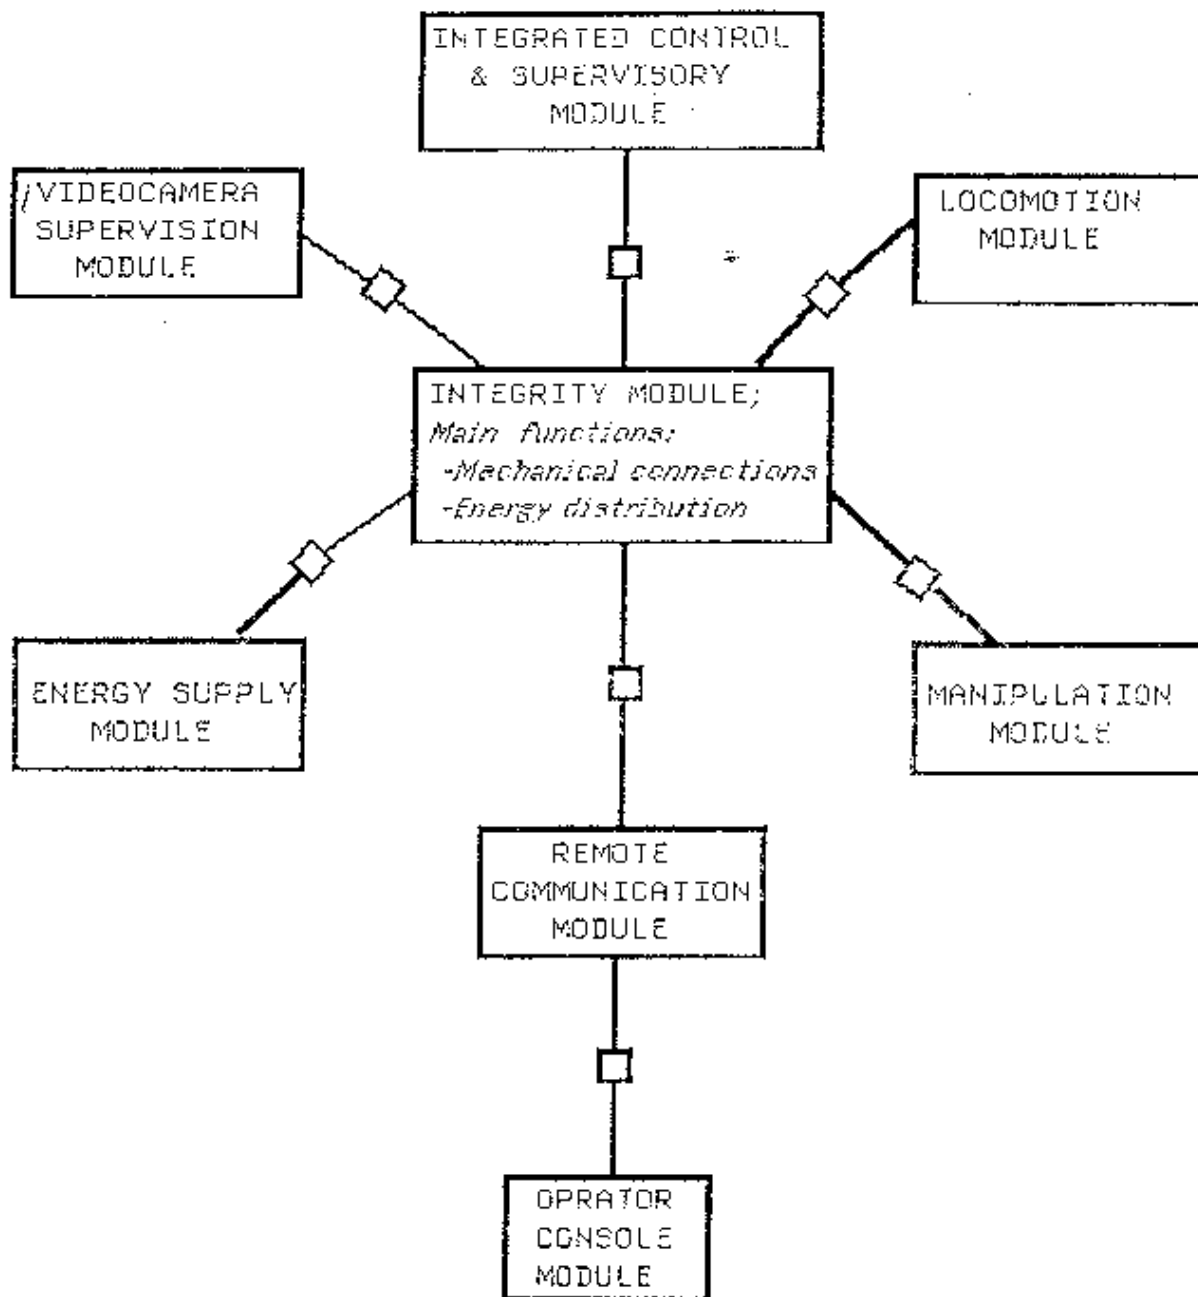 INTEGRATED CONTROL
& SUPERVISORY
MODULE
VIDEOCAMERA
SUPERVISION
MODULE
LOCOMOTION
MODULE
INTEGRITY MODULE;
Main functions:
-Mechanical connections
-Energy distribution
ENERGY SUPPLY
MODULE
MANIPULATION
MODULE
REMOTE
COMMUNICATION
MODULE
OPRATOR
CONSOLE
MODULE